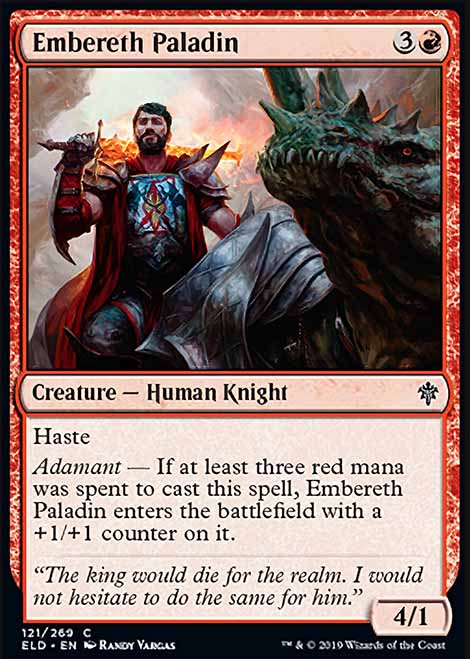 Embereth Paladin 3
Creature — Human Knight
Haste
Adamant — If at least three red mana
was spent to cast this spell, Embereth
Paladin enters the battlefield with a
+1/+1 counter on it.
“The king would die for the realm. I would
not hesitate to do the same for him.”
4/1
121/269 C
ELD • EN RANDY VARGAS
™ & © 2019 Wizards of the Coast